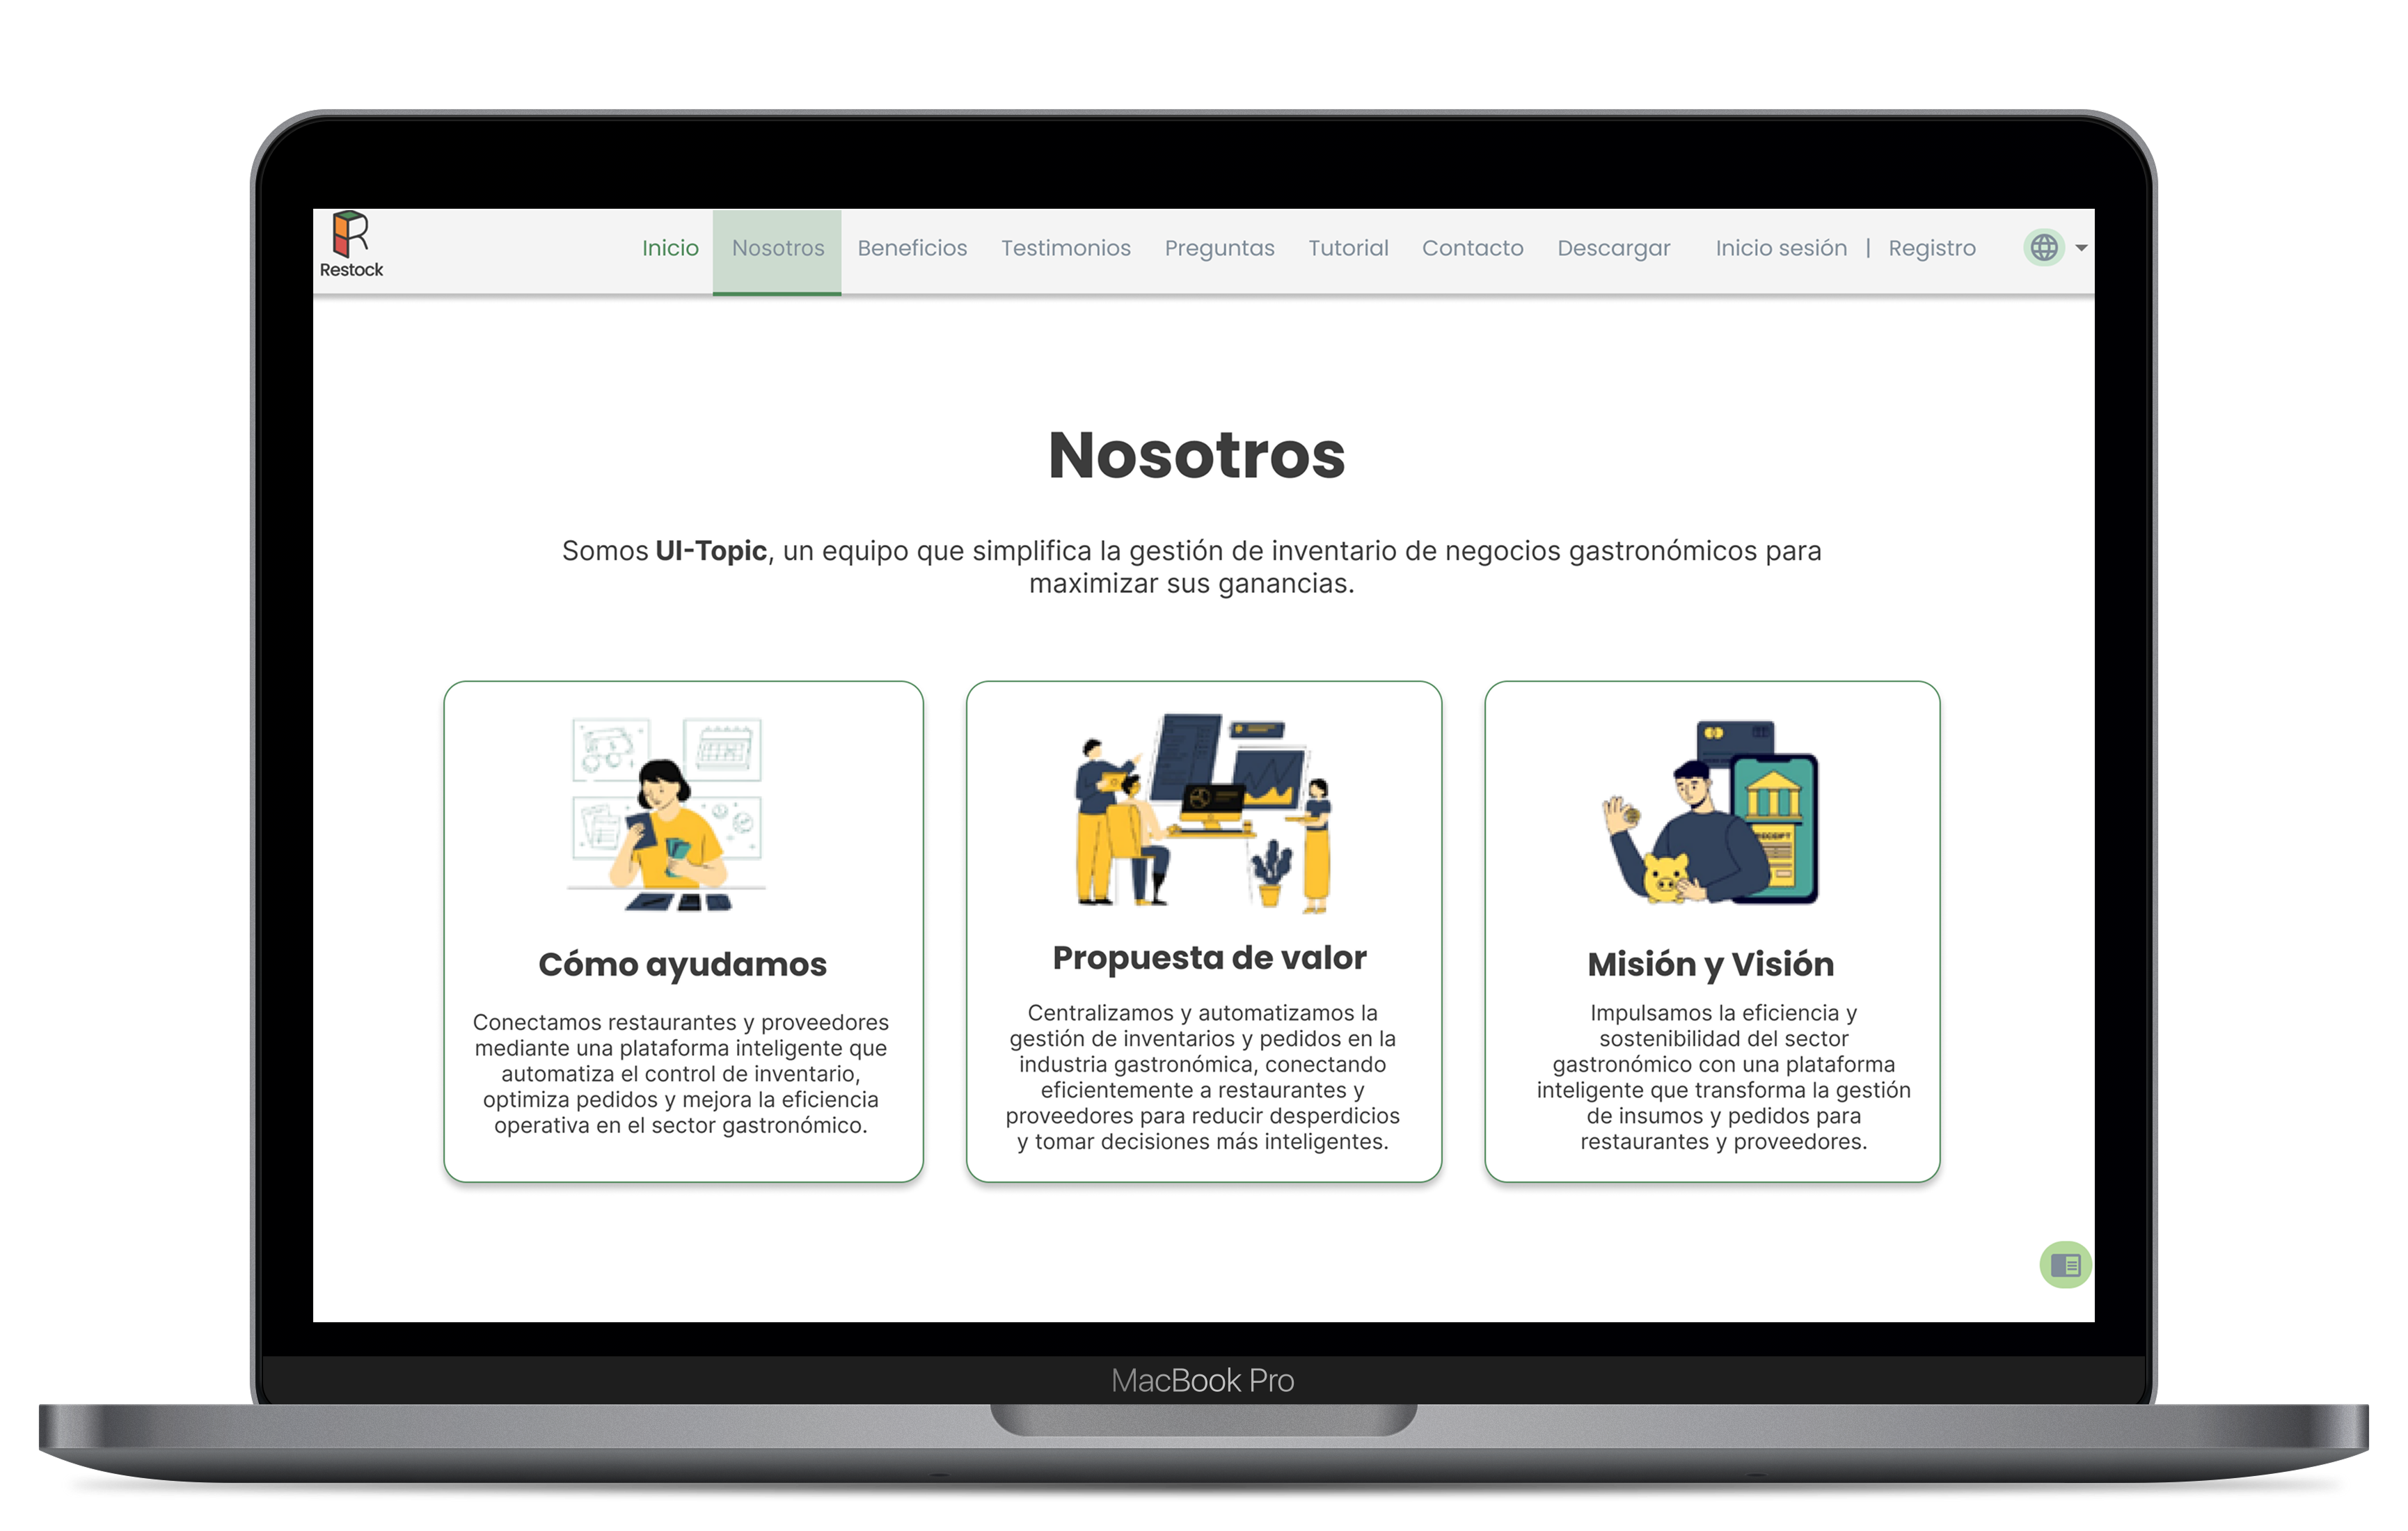 Restock
Inicio Nosotros Beneficios Testimonios Preguntas Tutorial Contacto Descargar Inicio sesión | Registro
Nosotros
Somos UI-Topic, un equipo que simplifica la gestión de inventario de negocios gastronómicos para
maximizar sus ganancias.
RECEIPT
Cómo ayudamos
Conectamos restaurantes y proveedores
mediante una plataforma inteligente que
automatiza el control de inventario,
optimiza pedidos y mejora la eficiencia
operativa en el sector gastronómico.
Propuesta de valor
Centralizamos y automatizamos la
gestión de inventarios y pedidos en la
industria gastronómica, conectando
eficientemente a restaurantes y
proveedores para reducir desperdicios
y tomar decisiones más inteligentes.
Misión y Visión
Impulsamos la eficiencia y
sostenibilidad del sector
gastronómico con una plataforma
inteligente que transforma la gestión
de insumos y pedidos para
restaurantes y proveedores.
MacBook Pro